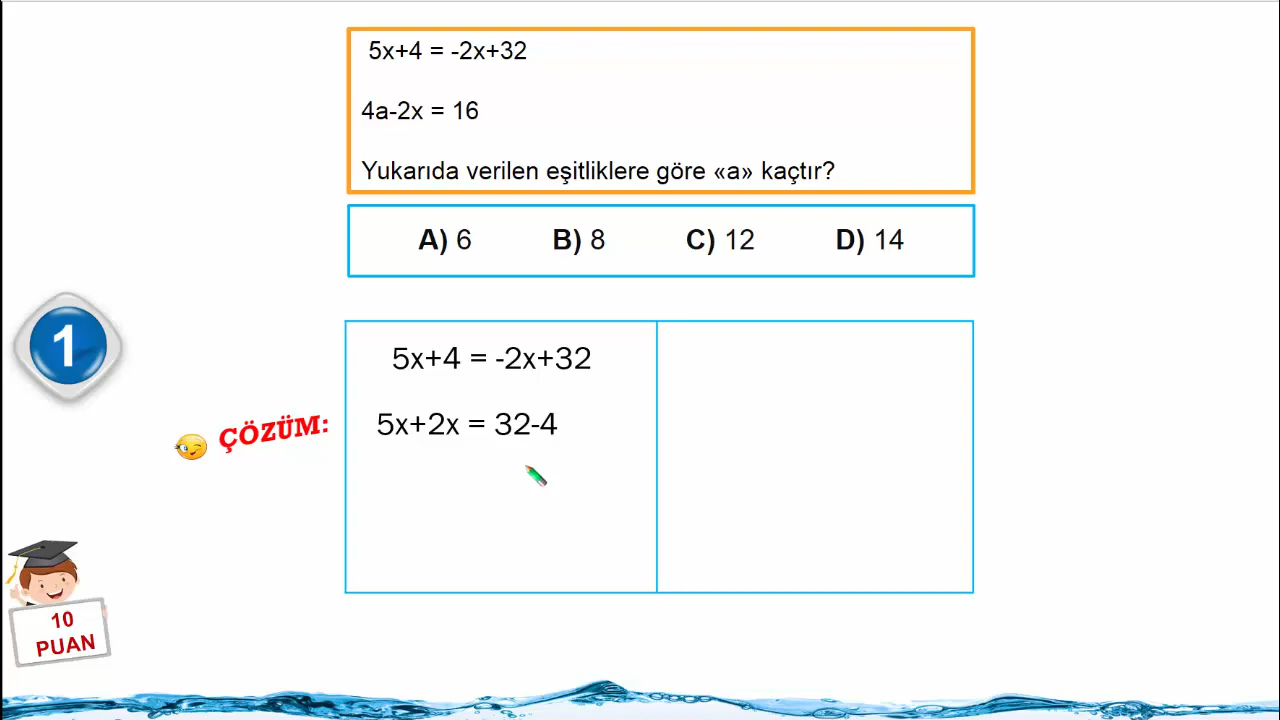 5x+4 = -2x+32
4a-2x = 16
Yukarıda verilen eşitliklere göre «a» kaçtır?
A) 6 B) 8 C) 12 D) 14
1
5x+4 = -2x+32
ÇÖZÜM:
5x+2x = 32-4
10
PUAN